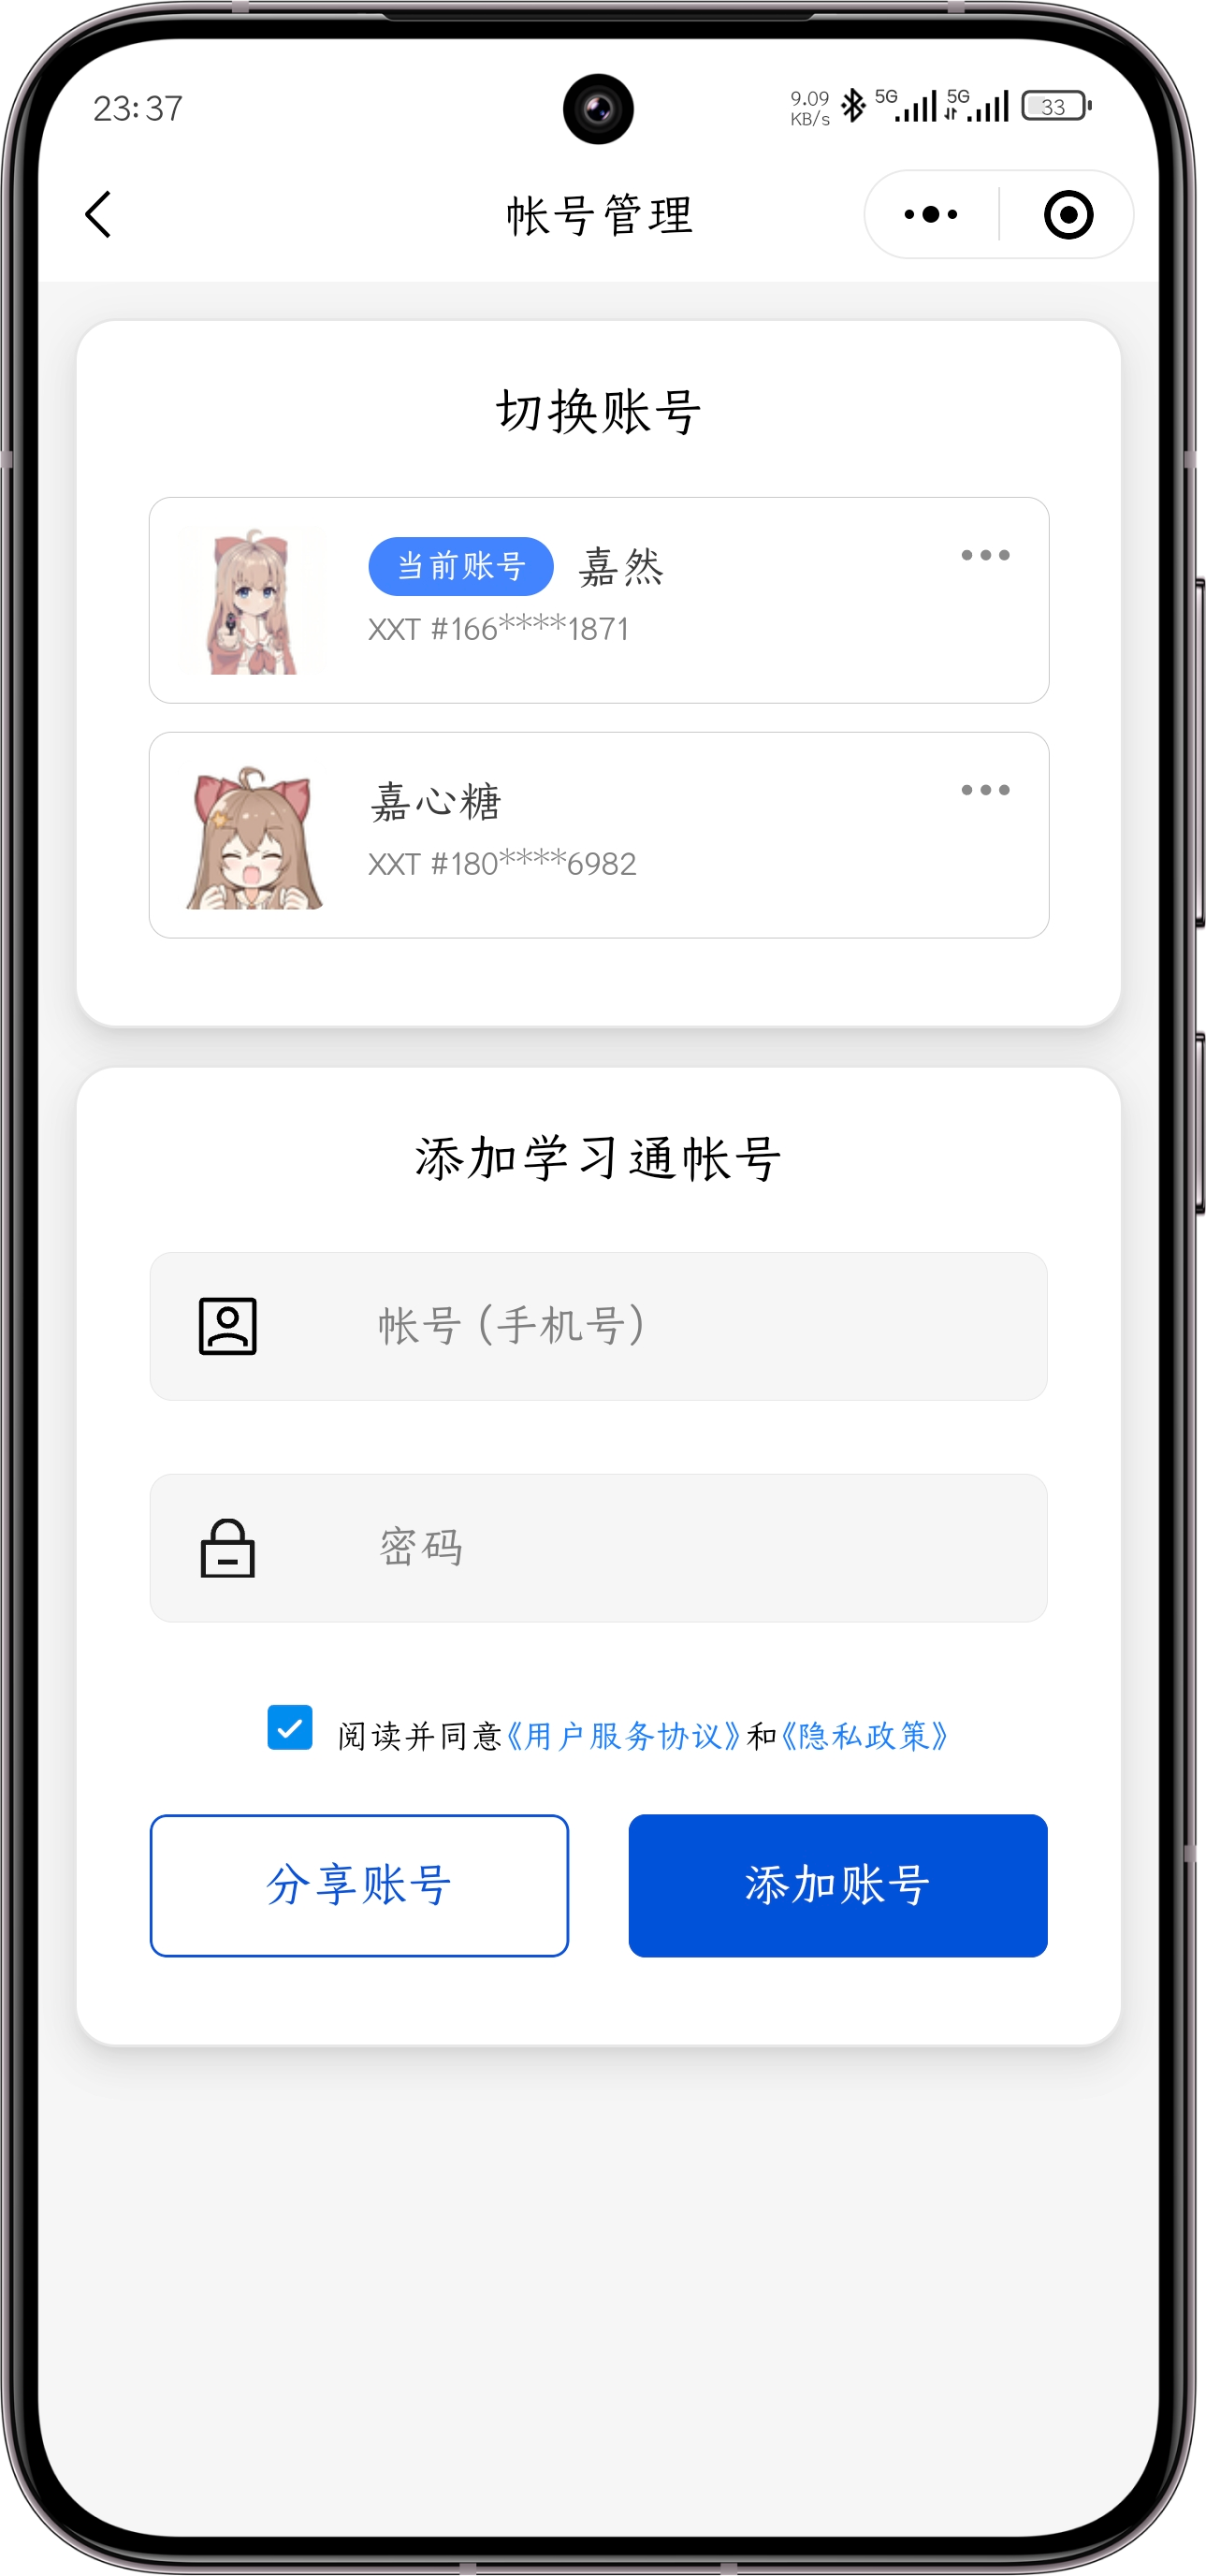 23:37
9.09 KB/s 5G 5G 33
帐号管理
切换账号
当前账号 嘉然
XXT #166****1871
嘉心糖
XXT #180****6982
添加学习通帐号
帐号 (手机号)
密码
阅读并同意《用户服务协议》和《隐私政策》
分享账号 添加账号